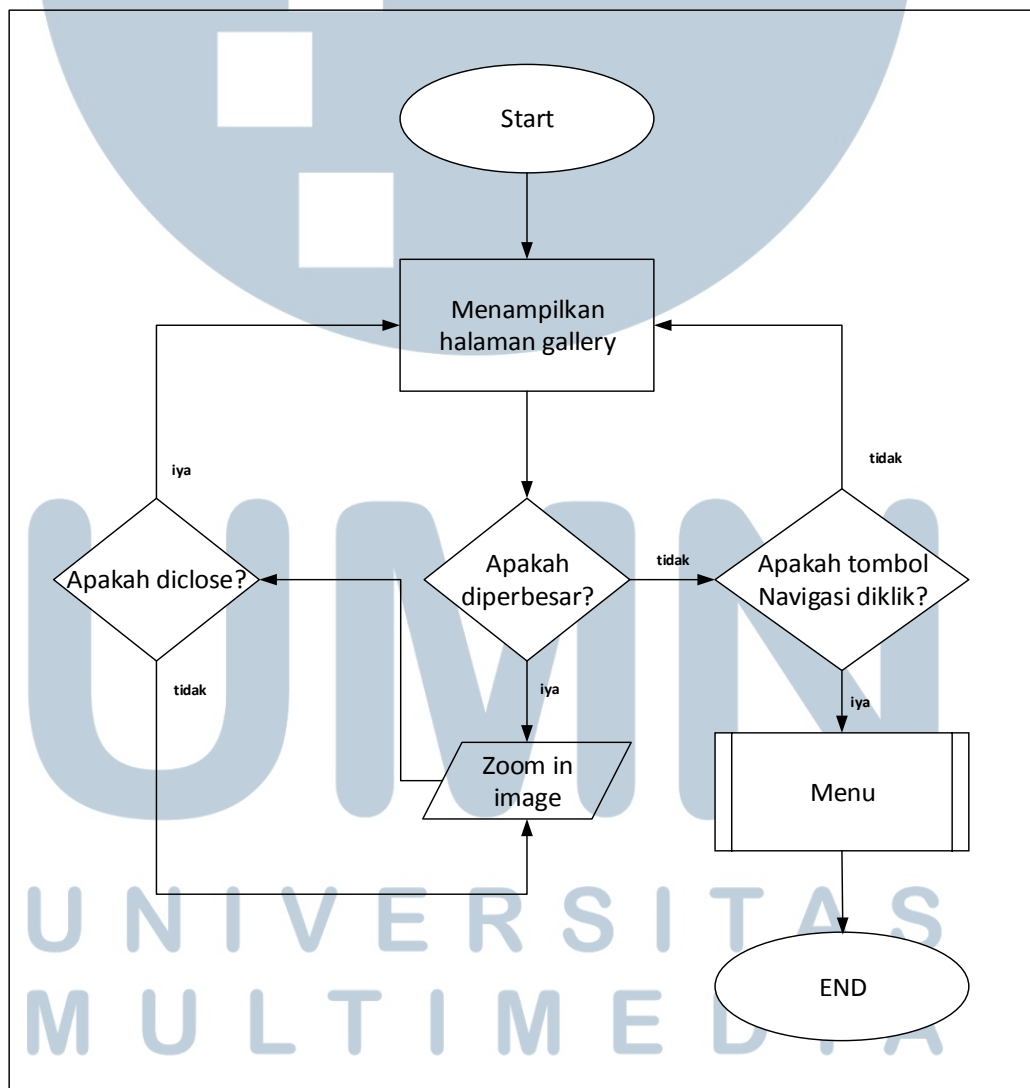 Start
Menampilkan
halaman gallery
iya
tidak
Apakah diclose?
Apakah
diperbesar?
tidak
Apakah tombol
Navigasi diklik?
tidak
iya
iya
Zoom in
image
Menu
END
UMN
UNIVERSITAS
MULTIMEDIA